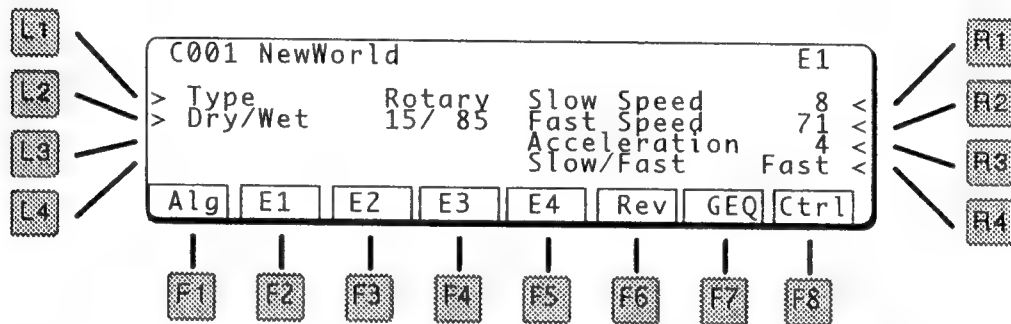 L1
L2
L3
L4
C001 NewWorld E1
> Type Rotary Slow Speed 8 <
> Dry/Wet 15/ 85 Fast Speed 71 <
Acceleration 4 <
Slow/Fast Fast <
Alg E1 E2 E3 E4 Rev GEQ Ctrl
R1
R2
R3
R4
F1 F2 F3 F4 F5 F6 F7 F8